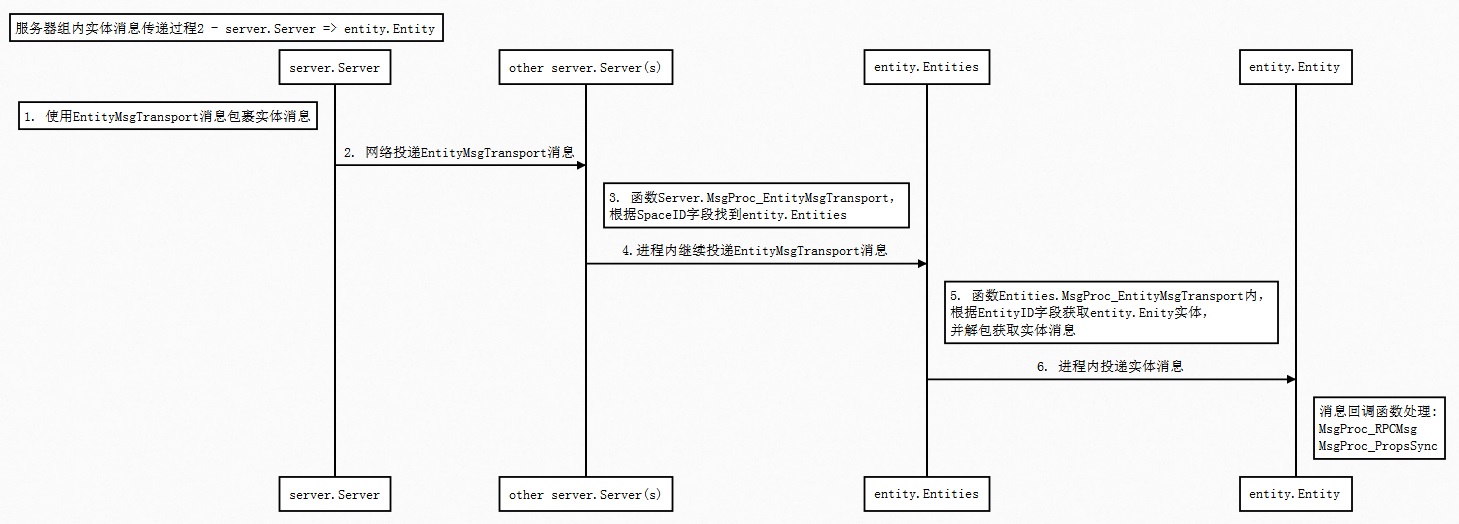 服务器组内实体消息传递过程2 - server.Server => entity.Entity
server.Server
other server.Server(s)
entity.Entities
entity.Entity
1. 使用EntityMsgTransport消息包裹实体消息
2. 网络投递EntityMsgTransport消息
3. 函数Server.MsgProc_EntityMsgTransport，
根据SpaceID字段找到entity.Entities
4.进程内继续投递EntityMsgTransport消息
5. 函数Entities.MsgProc_EntityMsgTransport内，
根据EntityID字段获取entity.Enity实体，
并解包获取实体消息
6. 进程内投递实体消息
消息回调函数处理:
MsgProc_RPCMsg
MsgProc_PropsSync
server.Server
other server.Server(s)
entity.Entities
entity.Entity